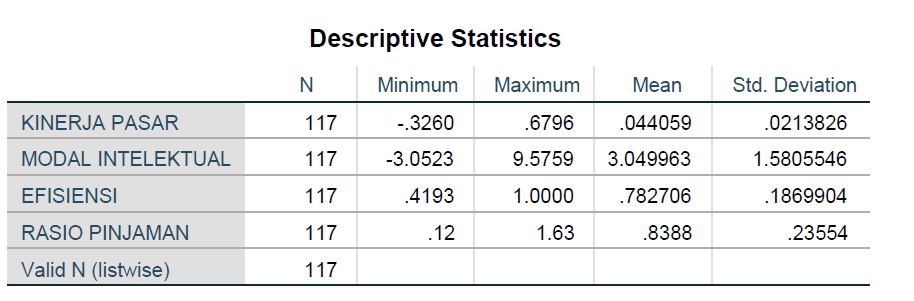 Descriptive Statistics
N Minimum Maximum Mean Std. Deviation
KINERJA PASAR 117 -.3260 .6796 .044059 .0213826
MODAL INTELEKTUAL 117 -3.0523 9.5759 3.049963 1.5805546
EFISIENSI 117 .4193 1.0000 .782706 .1869904
RASIO PINJAMAN 117 .12 1.63 .8388 .23554
Valid N (listwise) 117